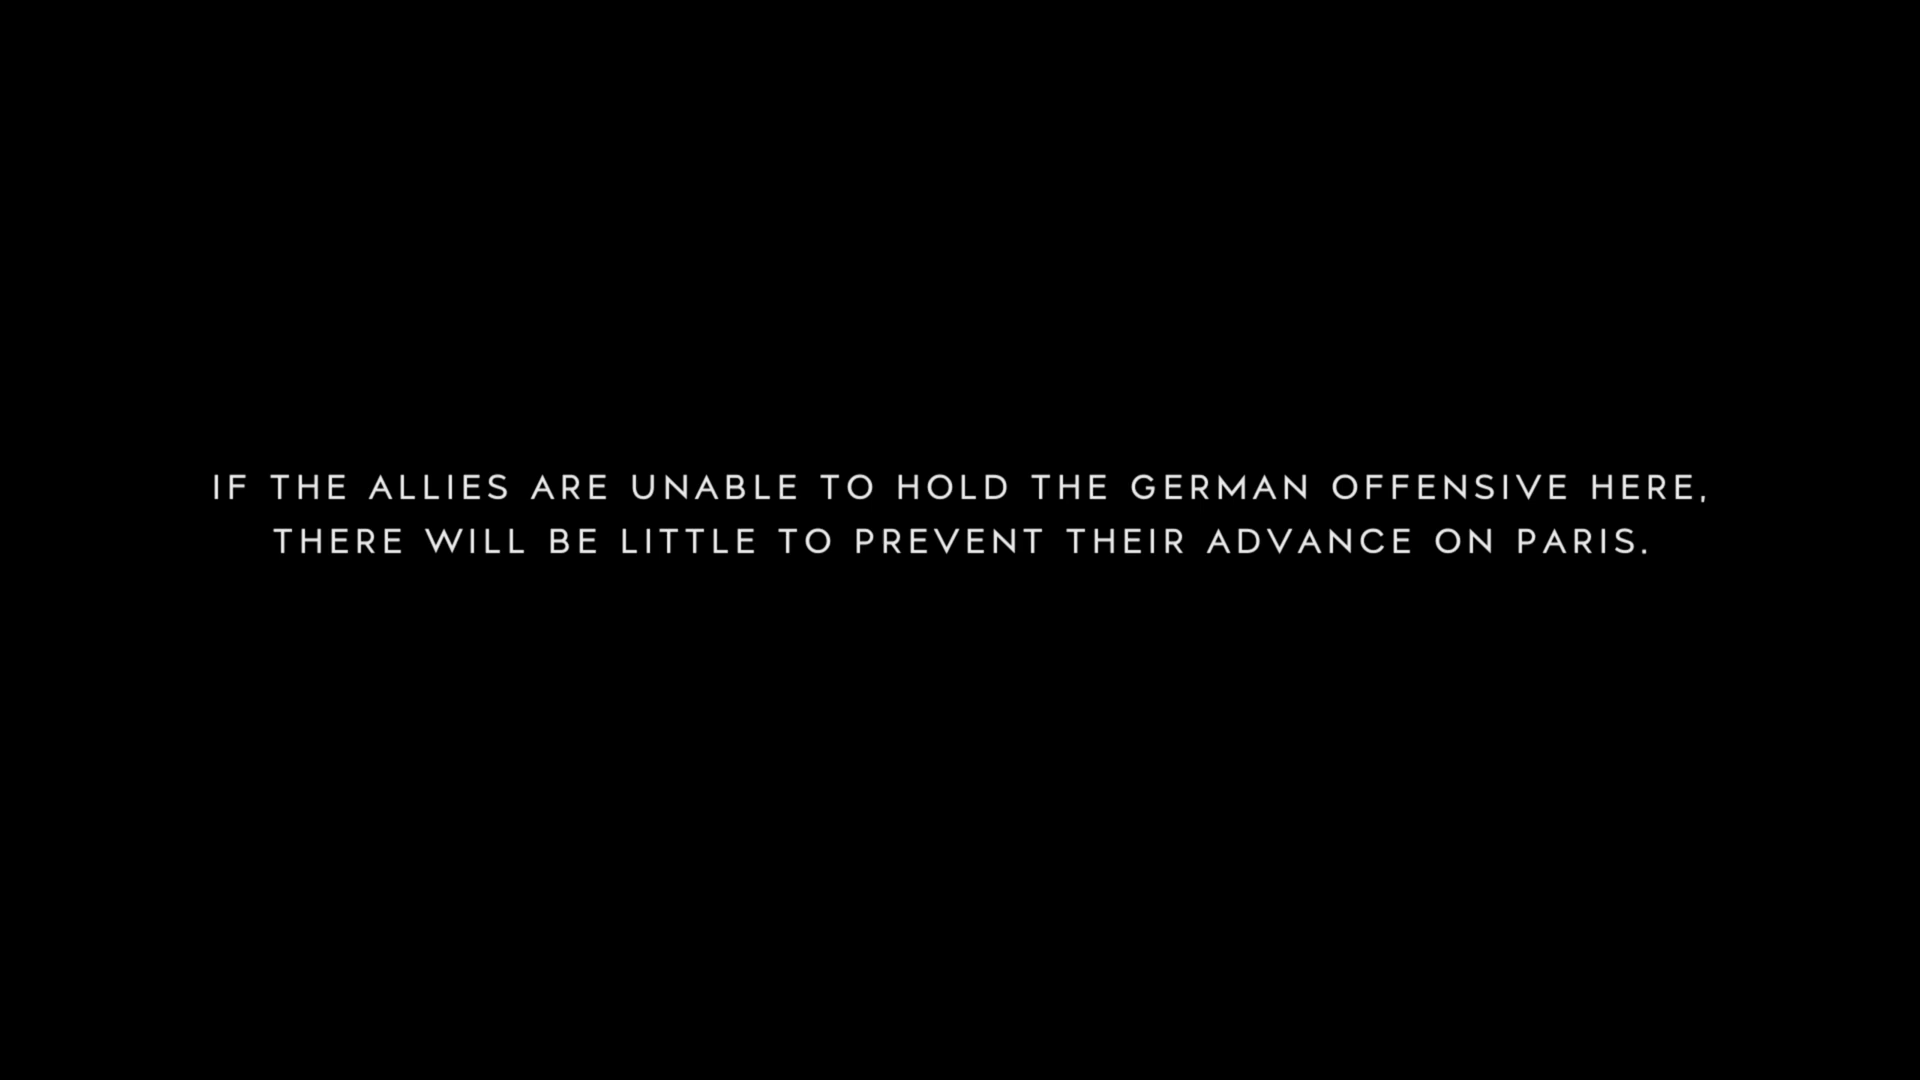 IF THE ALLIES ARE UNABLE TO HOLD THE GERMAN OFFENSIVE HERE,
THERE WILL BE LITTLE TO PREVENT THEIR ADVANCE ON PARIS.